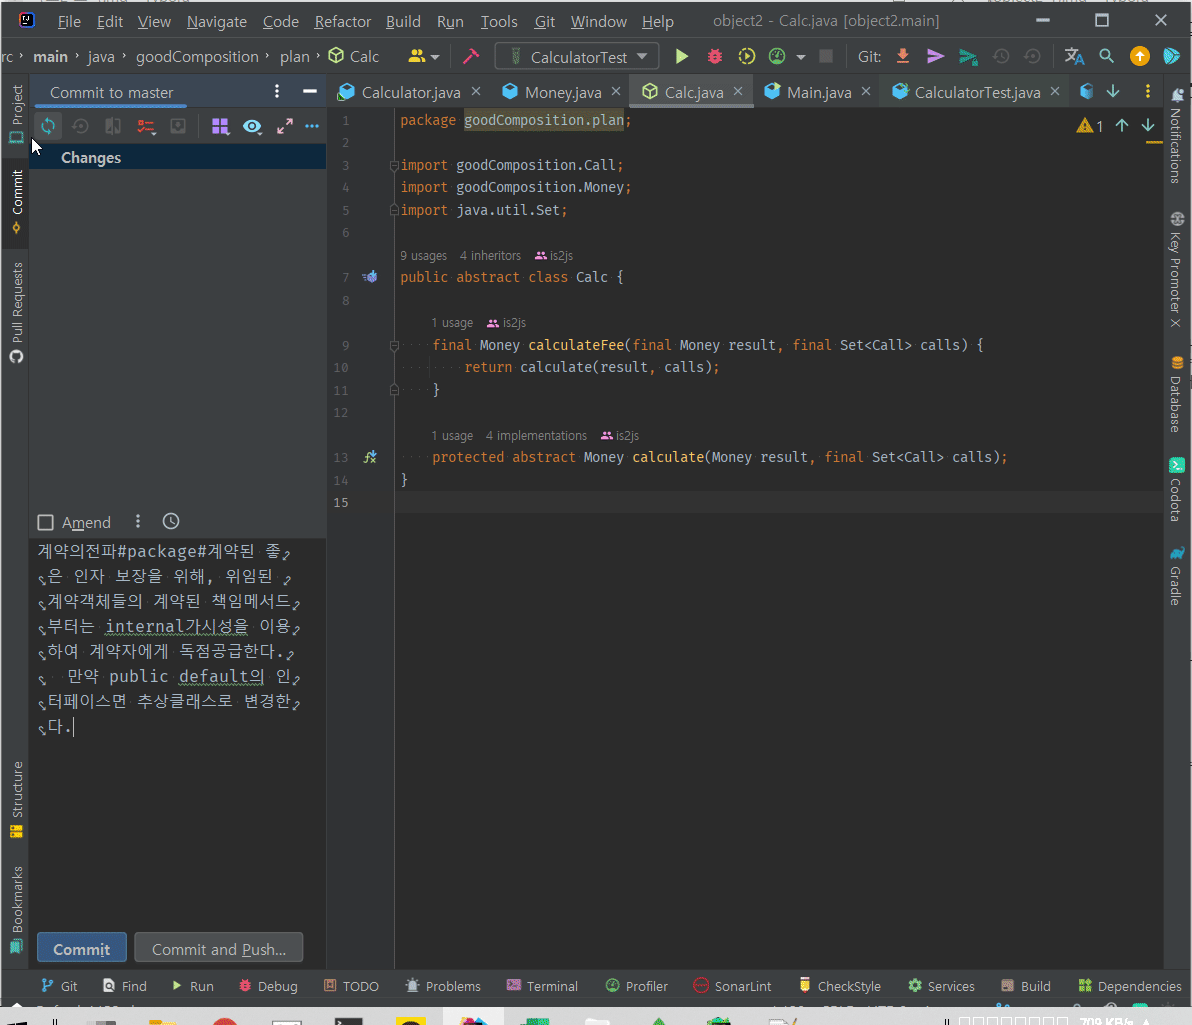 File Edit View Navigate Code Refactor Build Run Tools Git Window Help object2 - Calc.java [object2.main]
rc main java goodComposition plan Calc CalculatorTest Git:
Project
Commit
Pull Requests
Structure
Bookmarks
Commit to master
Changes
Amend
계약의전파#package#계약된 좋
은 인자 보장을 위해, 위임된
계약객체들의 계약된 책임메서드
부터는 internal가시성을 이용
하여 계약자에게 독점공급한다.
만약 public default의 인
터페이스면 추상클래스로 변경한
다.
Commit Commit and Push...
Calculator.java Money.java Calc.java Main.java CalculatorTest.java
1 package goodComposition.plan;
1
2
3 import goodComposition.Call;
4 import goodComposition.Money;
5 import java.util.Set;
6
9 usages 4 inheritors is2js
7 public abstract class Calc {
8
1 usage is2js
9 final Money calculateFee(final Money result, final Set<Call> calls) {
10 return calculate(result, calls);
11 }
12
1 usage 4 implementations is2js
13 protected abstract Money calculate(Money result, final Set<Call> calls);
14 }
15
Notifications
Key Promoter X
Database
Codota
Gradle
Git Find Run Debug TODO Problems Terminal Profiler SonarLint CheckStyle Services Build Dependencies
709 KB/s